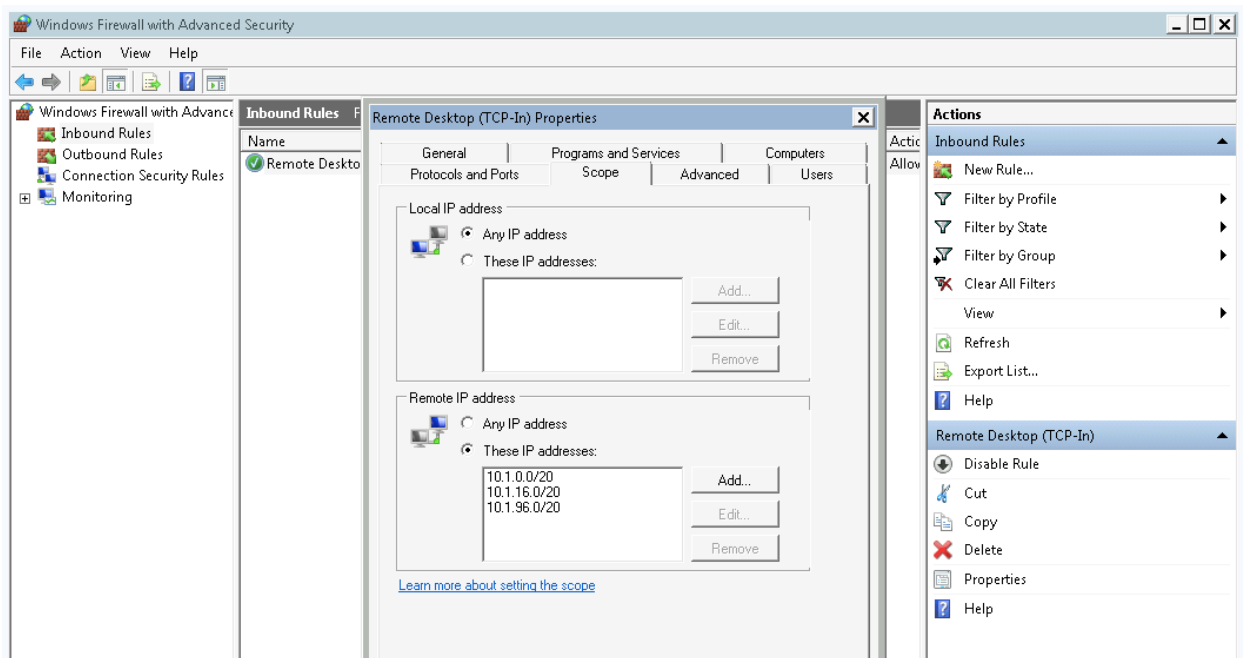 Windows Firewall with Advanced Security
File Action View Help
Windows Firewall with Advance
Inbound Rules
Outbound Rules
Connection Security Rules
Monitoring
Inbound Rules F
Name
Actic
Remote Deskto
Allow
Remote Desktop (TCP-In) Properties
General Programs and Services Computers
Protocols and Ports Scope Advanced Users
Local IP address
Any IP address
These IP addresses:
Add...
Edit...
Remove
Remote IP address
Any IP address
These IP addresses:
10.1.0.0/20
10.1.16.0/20
10.1.96.0/20
Add...
Edit...
Remove
Learn more about setting the scope
Actions
Inbound Rules
New Rule...
Filter by Profile
Filter by State
Filter by Group
Clear All Filters
View
Refresh
Export List...
Help
Remote Desktop (TCP-In)
Disable Rule
Cut
Copy
Delete
Properties
Help